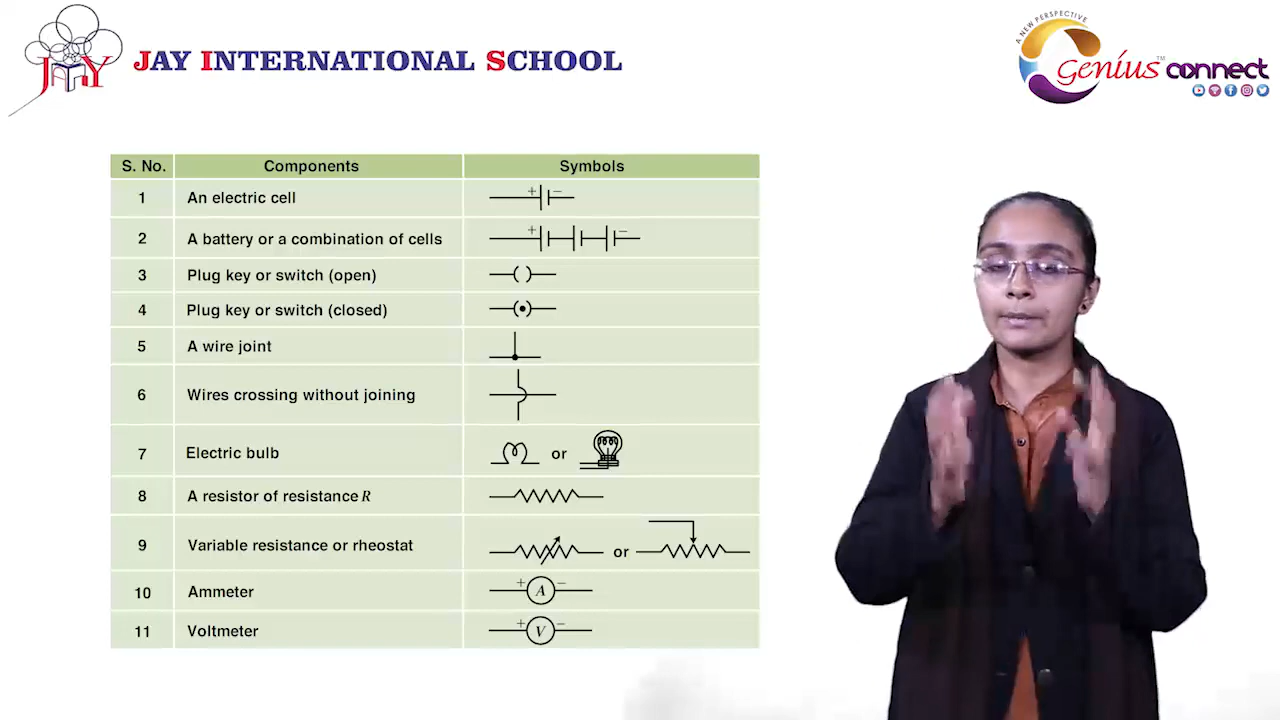 JAY INTERNATIONAL SCHOOL
JAY
A NEW PERSPECTIVE
Genius™ connect
S. No. Components Symbols
1 An electric cell + −
2 A battery or a combination of cells + −
3 Plug key or switch (open)
4 Plug key or switch (closed)
5 A wire joint
6 Wires crossing without joining
7 Electric bulb or
8 A resistor of resistance R
9 Variable resistance or rheostat or
10 Ammeter + A −
11 Voltmeter + V −